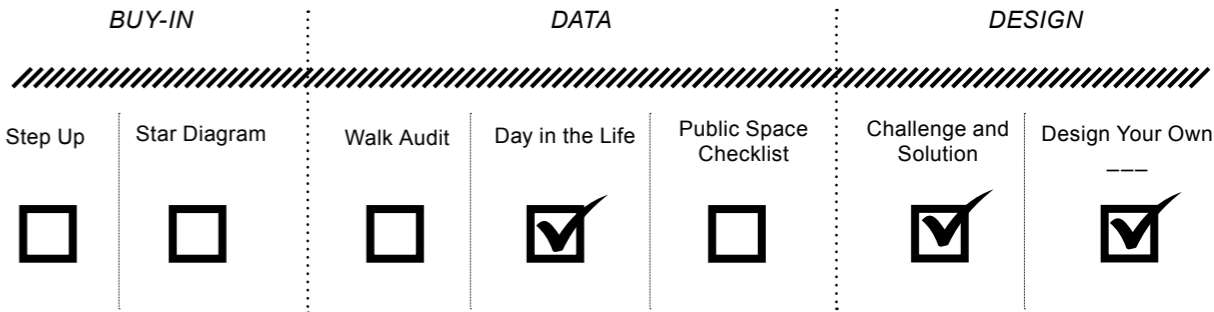 BUY-IN
DATA
DESIGN
Step Up
Star Diagram
Walk Audit
Day in the Life
Public Space
Checklist
Challenge and
Solution
Design Your Own
___